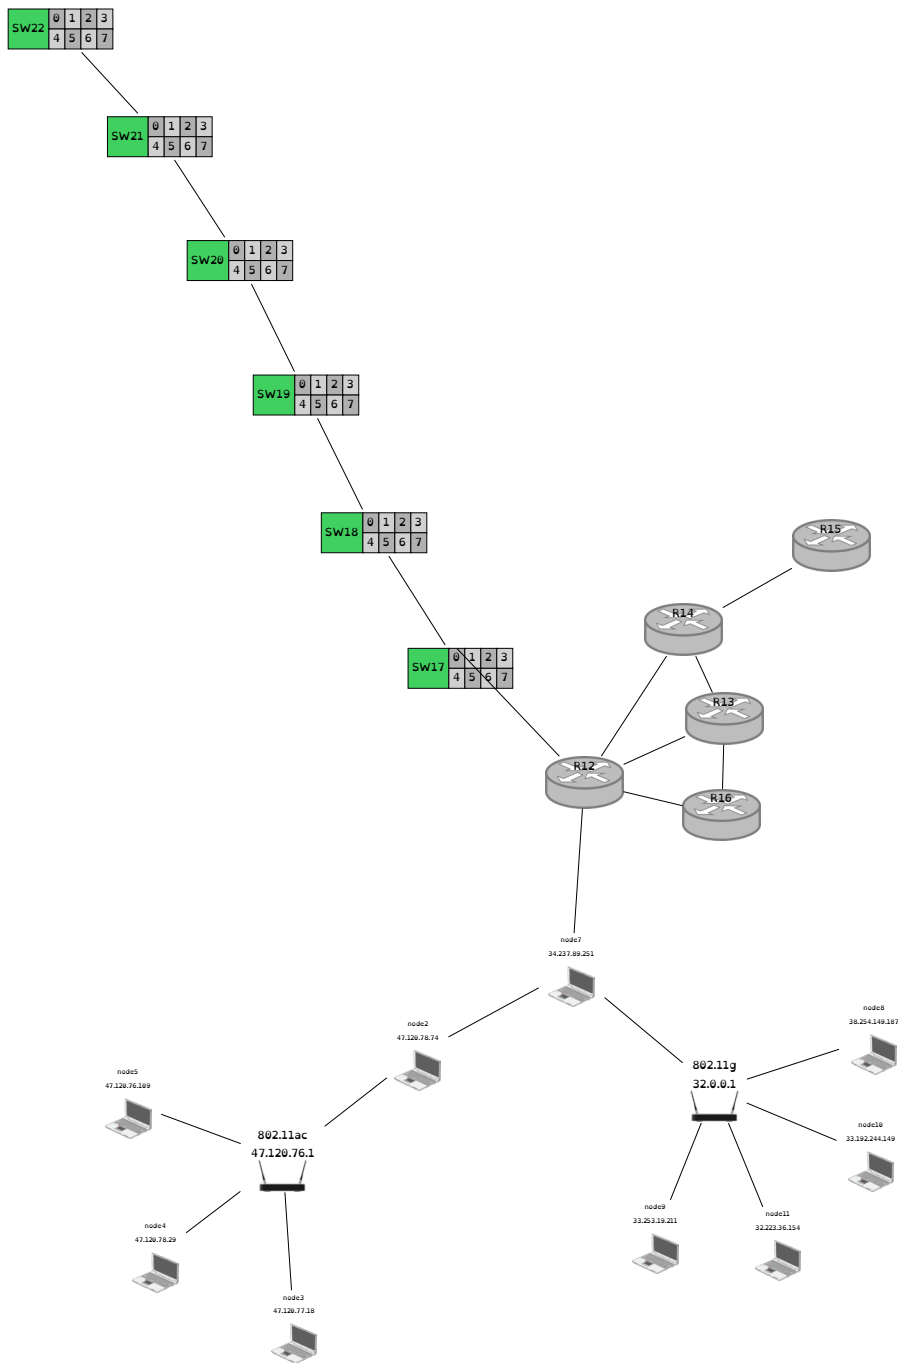 SW22 0 1 2 3
4 5 6 7
SW21 0 1 2 3
4 5 6 7
SW20 0 1 2 3
4 5 6 7
SW19 0 1 2 3
4 5 6 7
SW18 0 1 2 3
4 5 6 7
R15
R14
SW17 0 1 2 3
4 5 6 7
R13
R12
R16
node7
34.237.89.251
node8
38.254.149.187
node2
47.120.78.74
802.11g
32.0.0.1
node5
47.120.76.109
node10
33.192.244.149
802.11ac
47.120.76.1
node9
33.253.19.211
node11
32.223.36.154
node4
47.120.78.29
node3
47.120.77.18